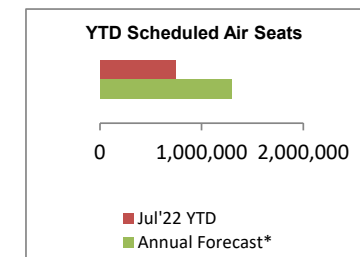 YTD Scheduled Air Seats
0 1,000,000 2,000,000
Jul'22 YTD
Annual Forecast*